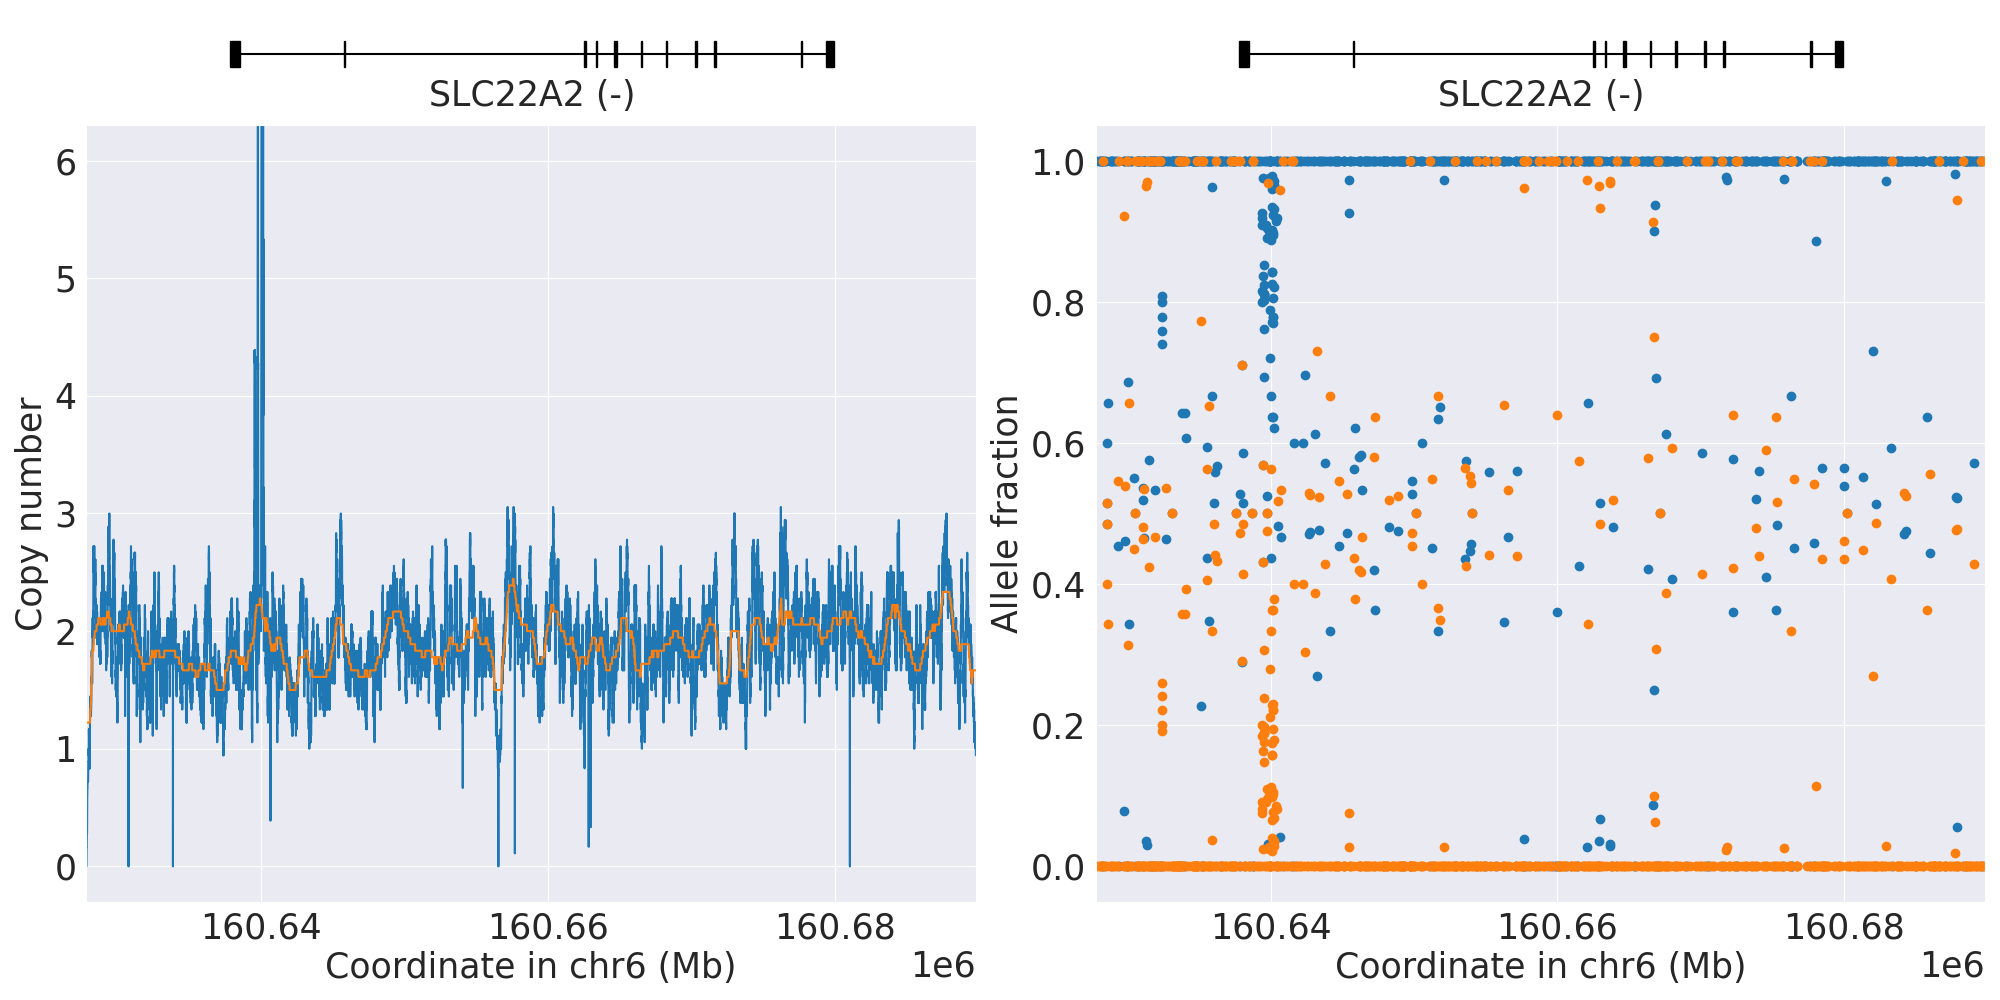 SLC22A2 (-)
6
5
4
3
2
1
0
Copy number
160.64
160.66
160.68
Coordinate in chr6 (Mb)
1e6
SLC22A2 (-)
1.0
0.8
0.6
0.4
0.2
0.0
Allele fraction
160.64
160.66
160.68
Coordinate in chr6 (Mb)
1e6